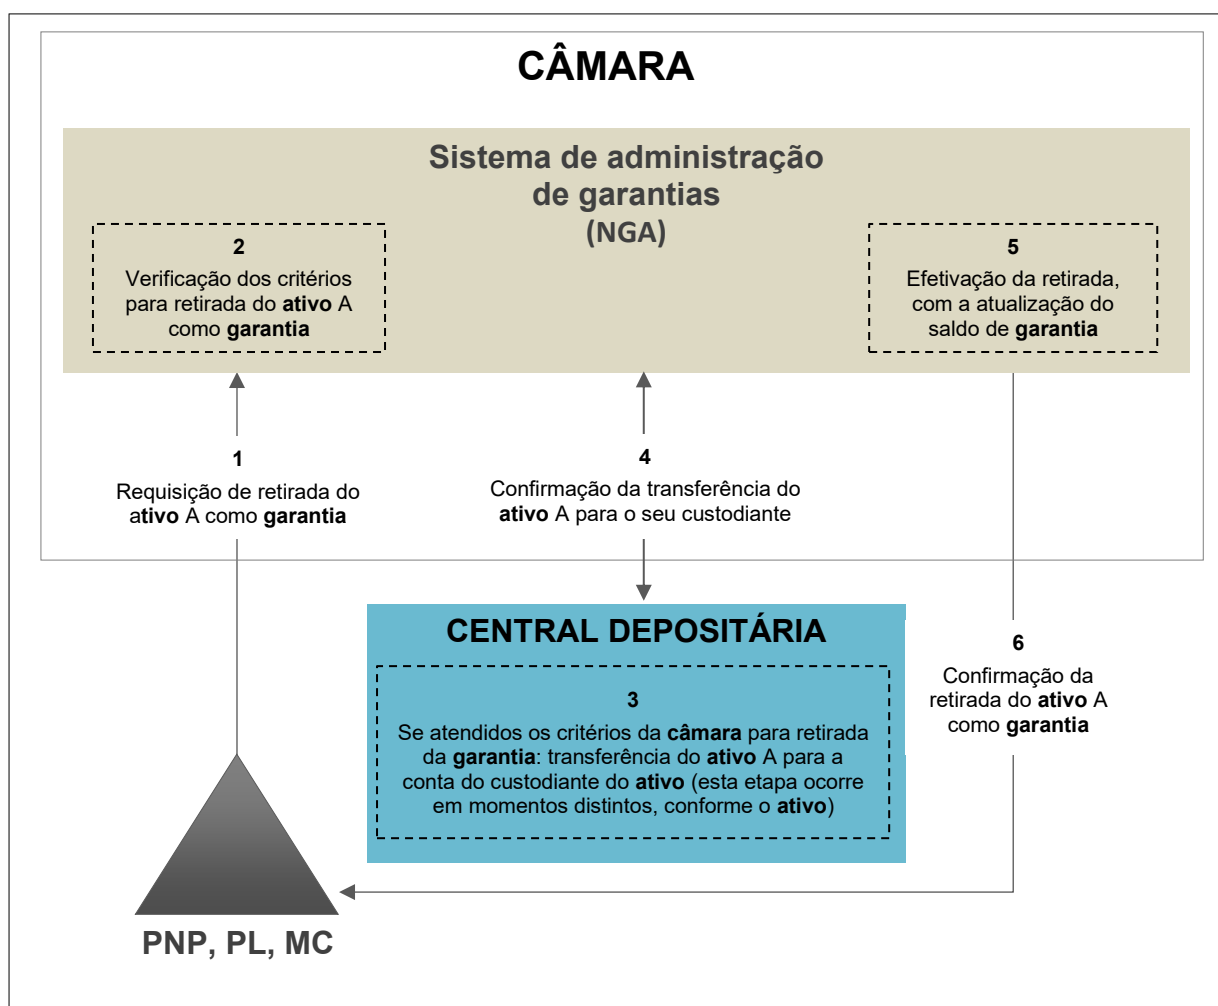 CÂMARA
Sistema de administração
de garantias
(NGA)
2
Verificação dos critérios
para retirada do ativo A
como garantia
5
Efetivação da retirada,
com a atualização do
saldo de garantia
1
Requisição de retirada do
ativo A como garantia
4
Confirmação da transferência do
ativo A para o seu custodiante
CENTRAL DEPOSITÁRIA
3
Se atendidos os critérios da câmara para retirada
da garantia: transferência do ativo A para a
conta do custodiante do ativo (esta etapa ocorre
em momentos distintos, conforme o ativo)
6
Confirmação da
retirada do ativo A
como garantia
PNP, PL, MC